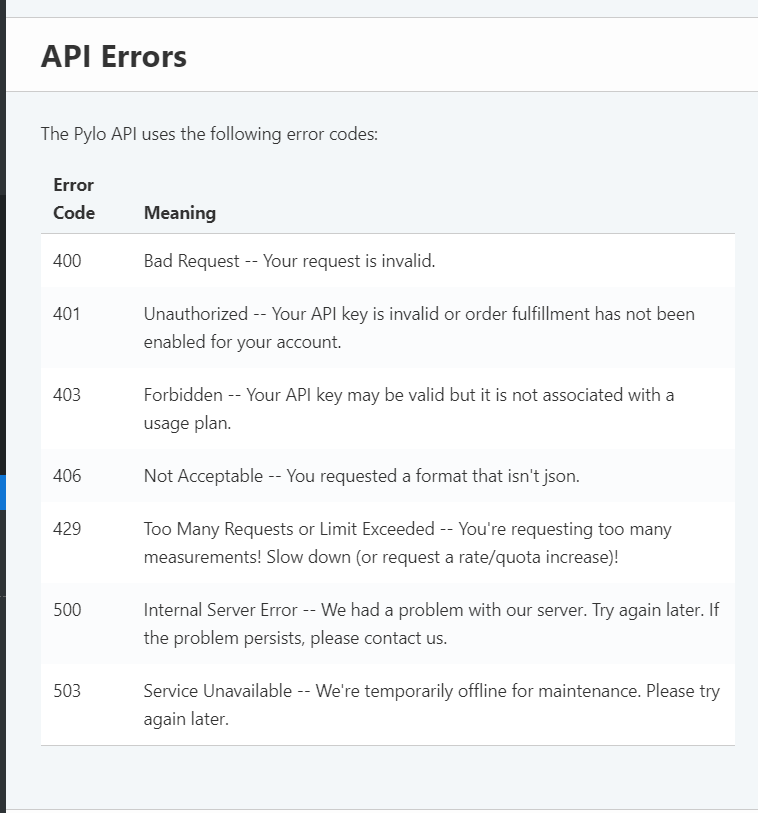 API Errors
The Pylo API uses the following error codes:
Error
Code Meaning
400 Bad Request -- Your request is invalid.
401 Unauthorized -- Your API key is invalid or order fulfillment has not been
enabled for your account.
403 Forbidden -- Your API key may be valid but it is not associated with a
usage plan.
406 Not Acceptable -- You requested a format that isn't json.
429 Too Many Requests or Limit Exceeded -- You're requesting too many
measurements! Slow down (or request a rate/quota increase)!
500 Internal Server Error -- We had a problem with our server. Try again later. If
the problem persists, please contact us.
503 Service Unavailable -- We're temporarily offline for maintenance. Please try
again later.